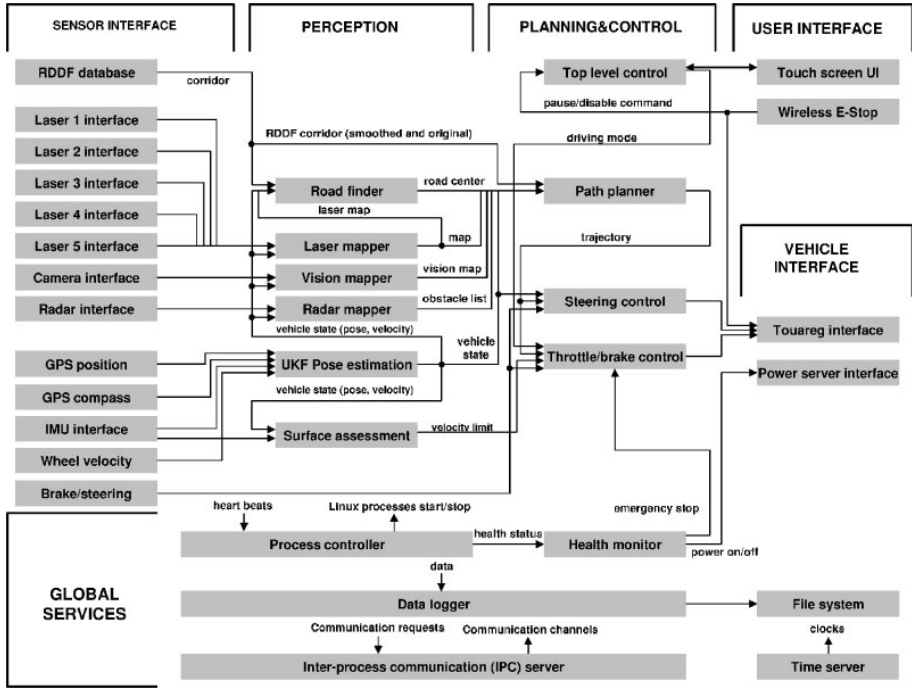 SENSOR INTERFACE
PERCEPTION
PLANNING&CONTROL
USER INTERFACE
RDDF database
corridor
Top level control
Touch screen UI
pause/disable command
Wireless E-Stop
Laser 1 interface
RDDF corridor (smoothed and original)
driving mode
Laser 2 interface
Laser 3 interface
Road finder
road center
Path planner
laser map
Laser 4 interface
trajectory
Laser 5 interface
Laser mapper
map
VEHICLE
INTERFACE
Camera interface
Vision mapper
vision map
Radar interface
Radar mapper
obstacle list
Steering control
vehicle state (pose, velocity)
vehicle
state
Touareg interface
GPS position
UKF Pose estimation
Throttle/brake control
Power server interface
vehicle state (pose, velocity)
GPS compass
IMU interface
Surface assessment
velocity limit
Wheel velocity
Brake/steering
heart beats
Linux processes start/stop
emergency stop
health status
Process controller
Health monitor
power on/off
data
GLOBAL
SERVICES
Data logger
File system
Communication requests
Communication channels
clocks
Inter-process communication (IPC) server
Time server